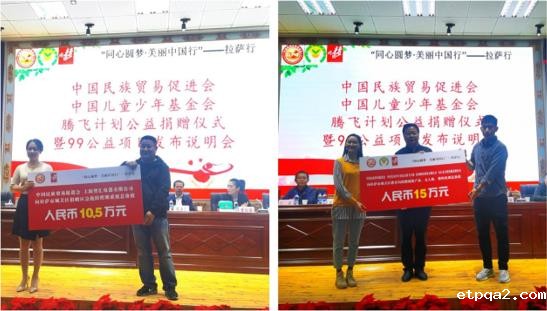 “同心圆梦·美丽中国行”——拉萨行
中国民族贸易促进会
中国儿童少年基金会
腾飞计划公益捐赠仪式
暨99公益项目发布说明会
人民币10.5万元
“同心圆梦·美丽中国行”——拉萨行
中国民族贸易促进会
中国儿童少年基金会
腾飞计划公益捐赠仪式
暨99公益项 发布说明会
人民币15万元
etpqa2.com